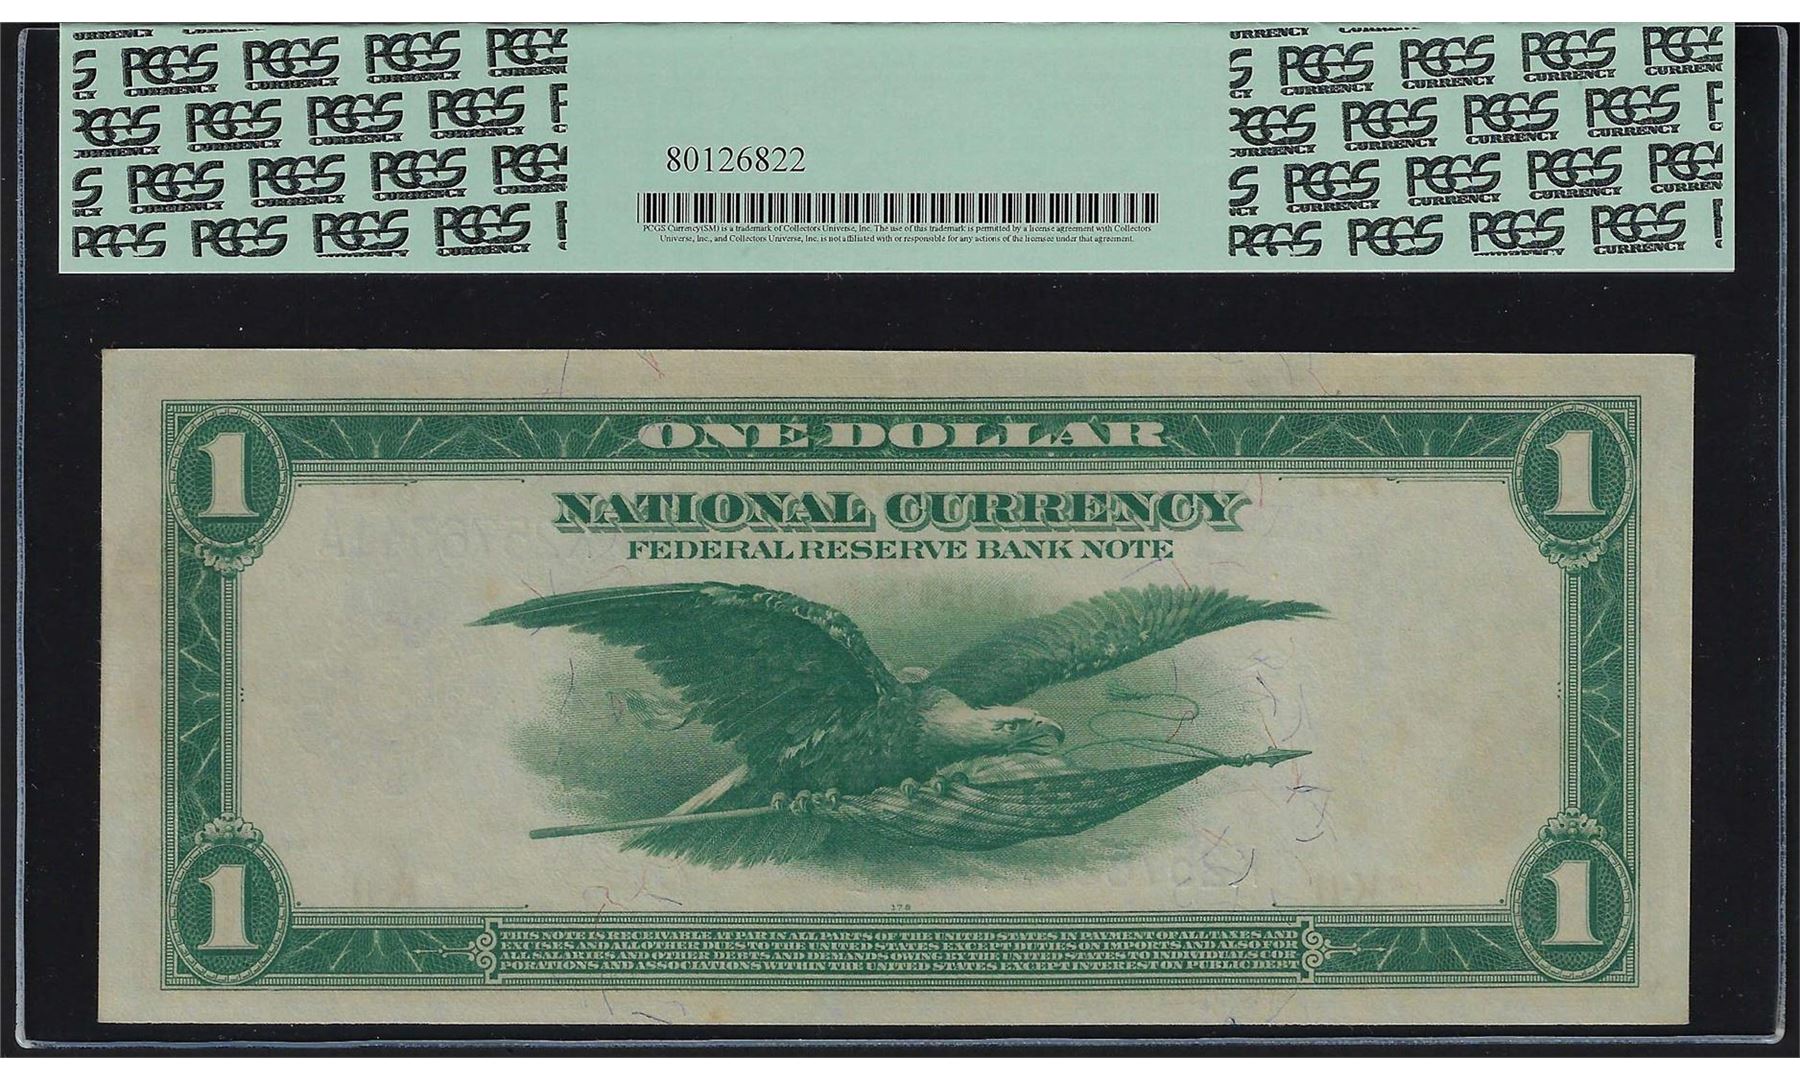 PCGS CURRENCY
80126822
PCGS Currency(SM) is a trademark of Collectors Universe, Inc. The use of this trademark is permitted by a license agreement with Collectors
Universe, Inc., and Collectors Universe, Inc. is not affiliated with or responsible for any actions of the licensee under that agreement.
1 ONE DOLLAR 1
NATIONAL CURRENCY
FEDERAL RESERVE BANK NOTE
178
1 1
THIS NOTE IS RECEIVABLE AT PAR IN ALL PARTS OF THE UNITED STATES IN PAYMENT OF ALL TAXES AND
EXCISES AND ALL OTHER DUES TO THE UNITED STATES EXCEPT DUTIES ON IMPORTS AND ALSO FOR
ALL SALARIES AND OTHER DEBTS AND DEMANDS OWING BY THE UNITED STATES TO INDIVIDUALS COR
PORATIONS AND ASSOCIATIONS WITHIN THE UNITED STATES EXCEPT INTEREST ON PUBLIC DEBT